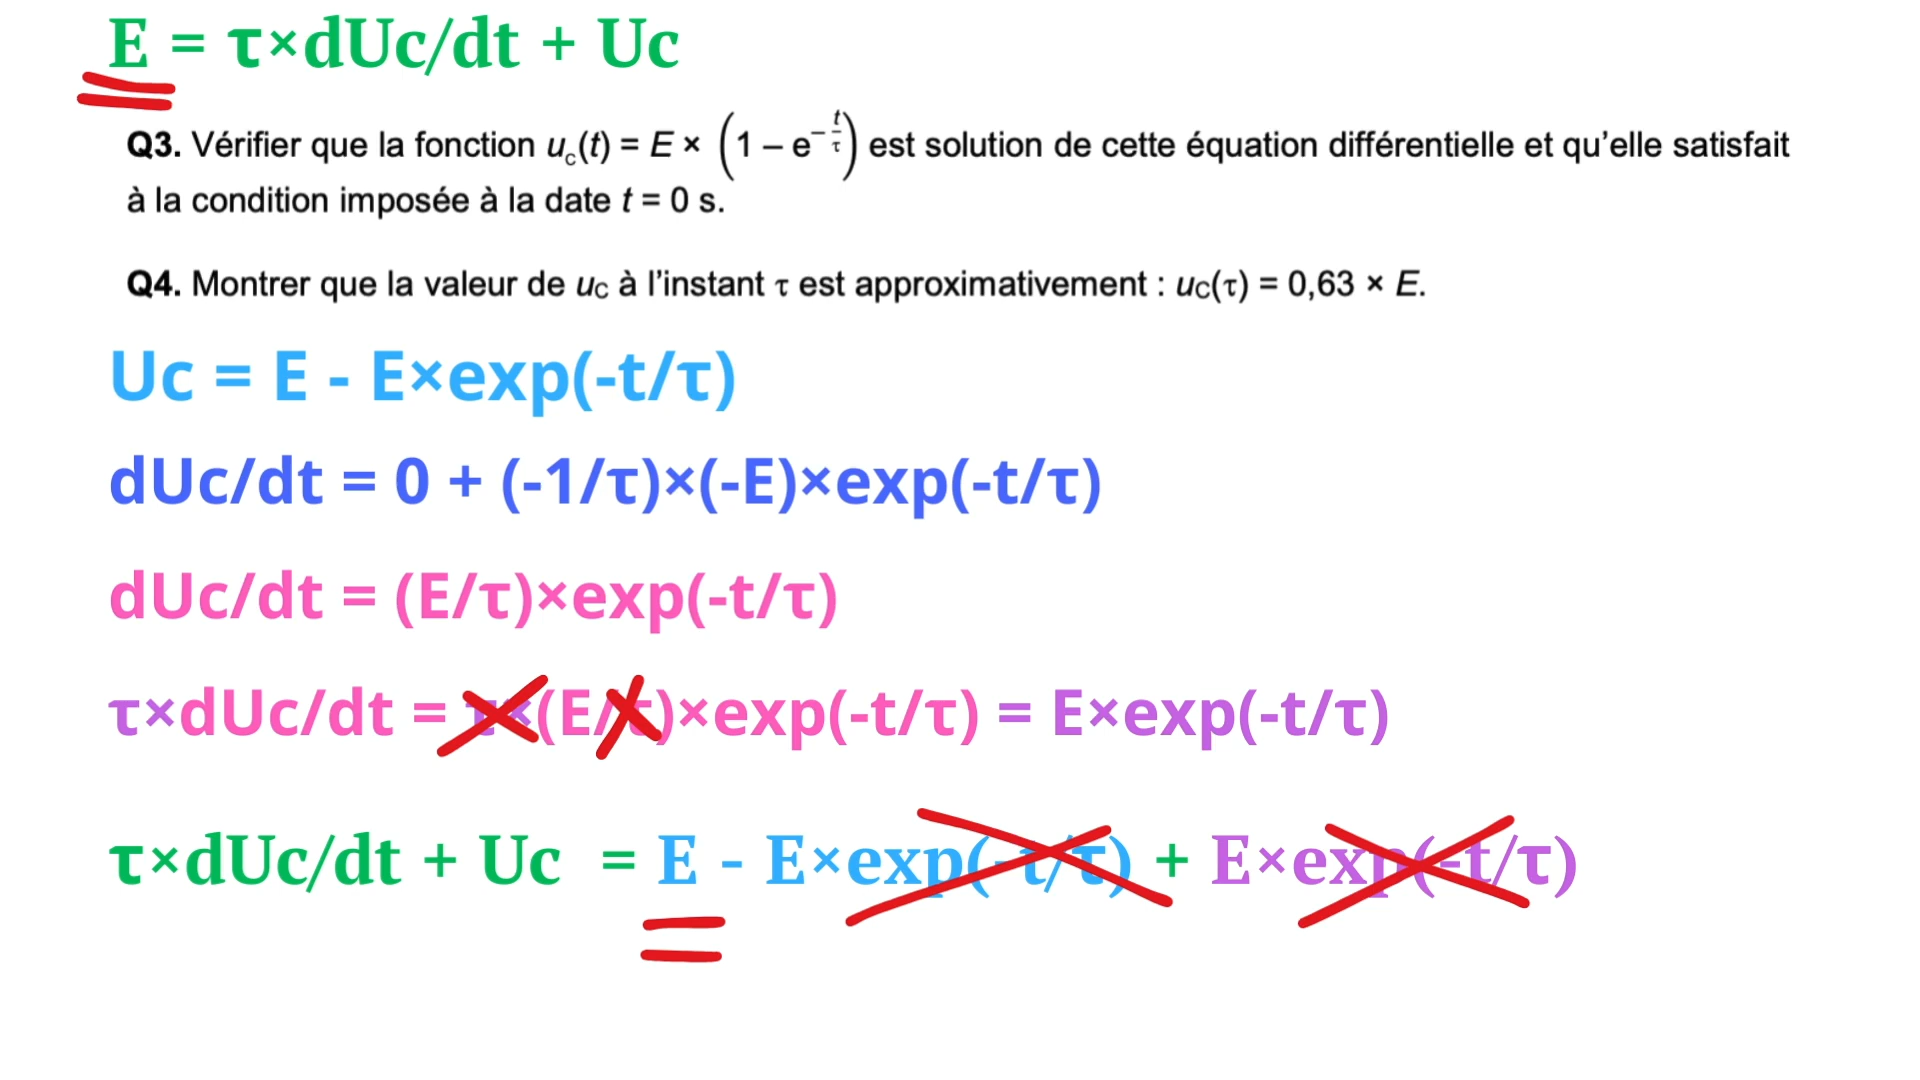 E = τ×dUc/dt + Uc
Q3. Vérifier que la fonction uc(t) = E × (1 – e^(–t/τ)) est solution de cette équation différentielle et qu’elle satisfait
à la condition imposée à la date t = 0 s.
Q4. Montrer que la valeur de uC à l’instant τ est approximativement : uC(τ) = 0,63 × E.
Uc = E - E×exp(-t/τ)
dUc/dt = 0 + (-1/τ)×(-E)×exp(-t/τ)
dUc/dt = (E/τ)×exp(-t/τ)
τ×dUc/dt = τ×(E/τ)×exp(-t/τ) = E×exp(-t/τ)
τ×dUc/dt + Uc = E - E×exp(-t/τ) + E×exp(-t/τ)